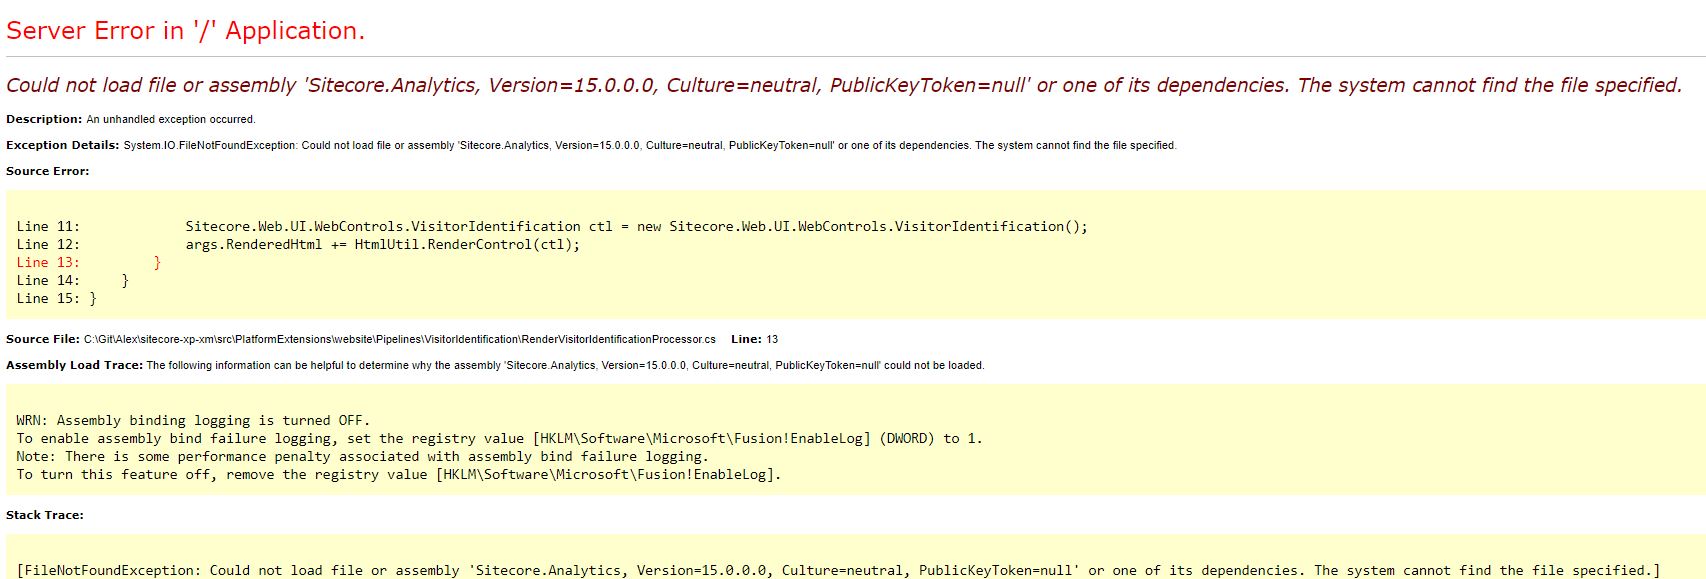 Server Error in '/' Application.
Could not load file or assembly 'Sitecore.Analytics, Version=15.0.0.0, Culture=neutral, PublicKeyToken=null' or one of its dependencies. The system cannot find the file specified.
Description: An unhandled exception occurred.
Exception Details: System.IO.FileNotFoundException: Could not load file or assembly 'Sitecore.Analytics, Version=15.0.0.0, Culture=neutral, PublicKeyToken=null' or one of its dependencies. The system cannot find the file specified.
Source Error:
Line 11:             Sitecore.Web.UI.WebControls.VisitorIdentification ctl = new Sitecore.Web.UI.WebControls.VisitorIdentification();
Line 12:             args.RenderedHtml += HtmlUtil.RenderControl(ctl);
Line 13:         }
Line 14:     }
Line 15: }
Source File: C:\Git\Alex\sitecore-xp-xm\src\PlatformExtensions\website\Pipelines\VisitorIdentification\RenderVisitorIdentificationProcessor.cs    Line: 13
Assembly Load Trace: The following information can be helpful to determine why the assembly 'Sitecore.Analytics, Version=15.0.0.0, Culture=neutral, PublicKeyToken=null' could not be loaded.
WRN: Assembly binding logging is turned OFF.
To enable assembly bind failure logging, set the registry value [HKLM\Software\Microsoft\Fusion!EnableLog] (DWORD) to 1.
Note: There is some performance penalty associated with assembly bind failure logging.
To turn this feature off, remove the registry value [HKLM\Software\Microsoft\Fusion!EnableLog].
Stack Trace:
[FileNotFoundException: Could not load file or assembly 'Sitecore.Analytics, Version=15.0.0.0, Culture=neutral, PublicKeyToken=null' or one of its dependencies. The system cannot find the file specified.]